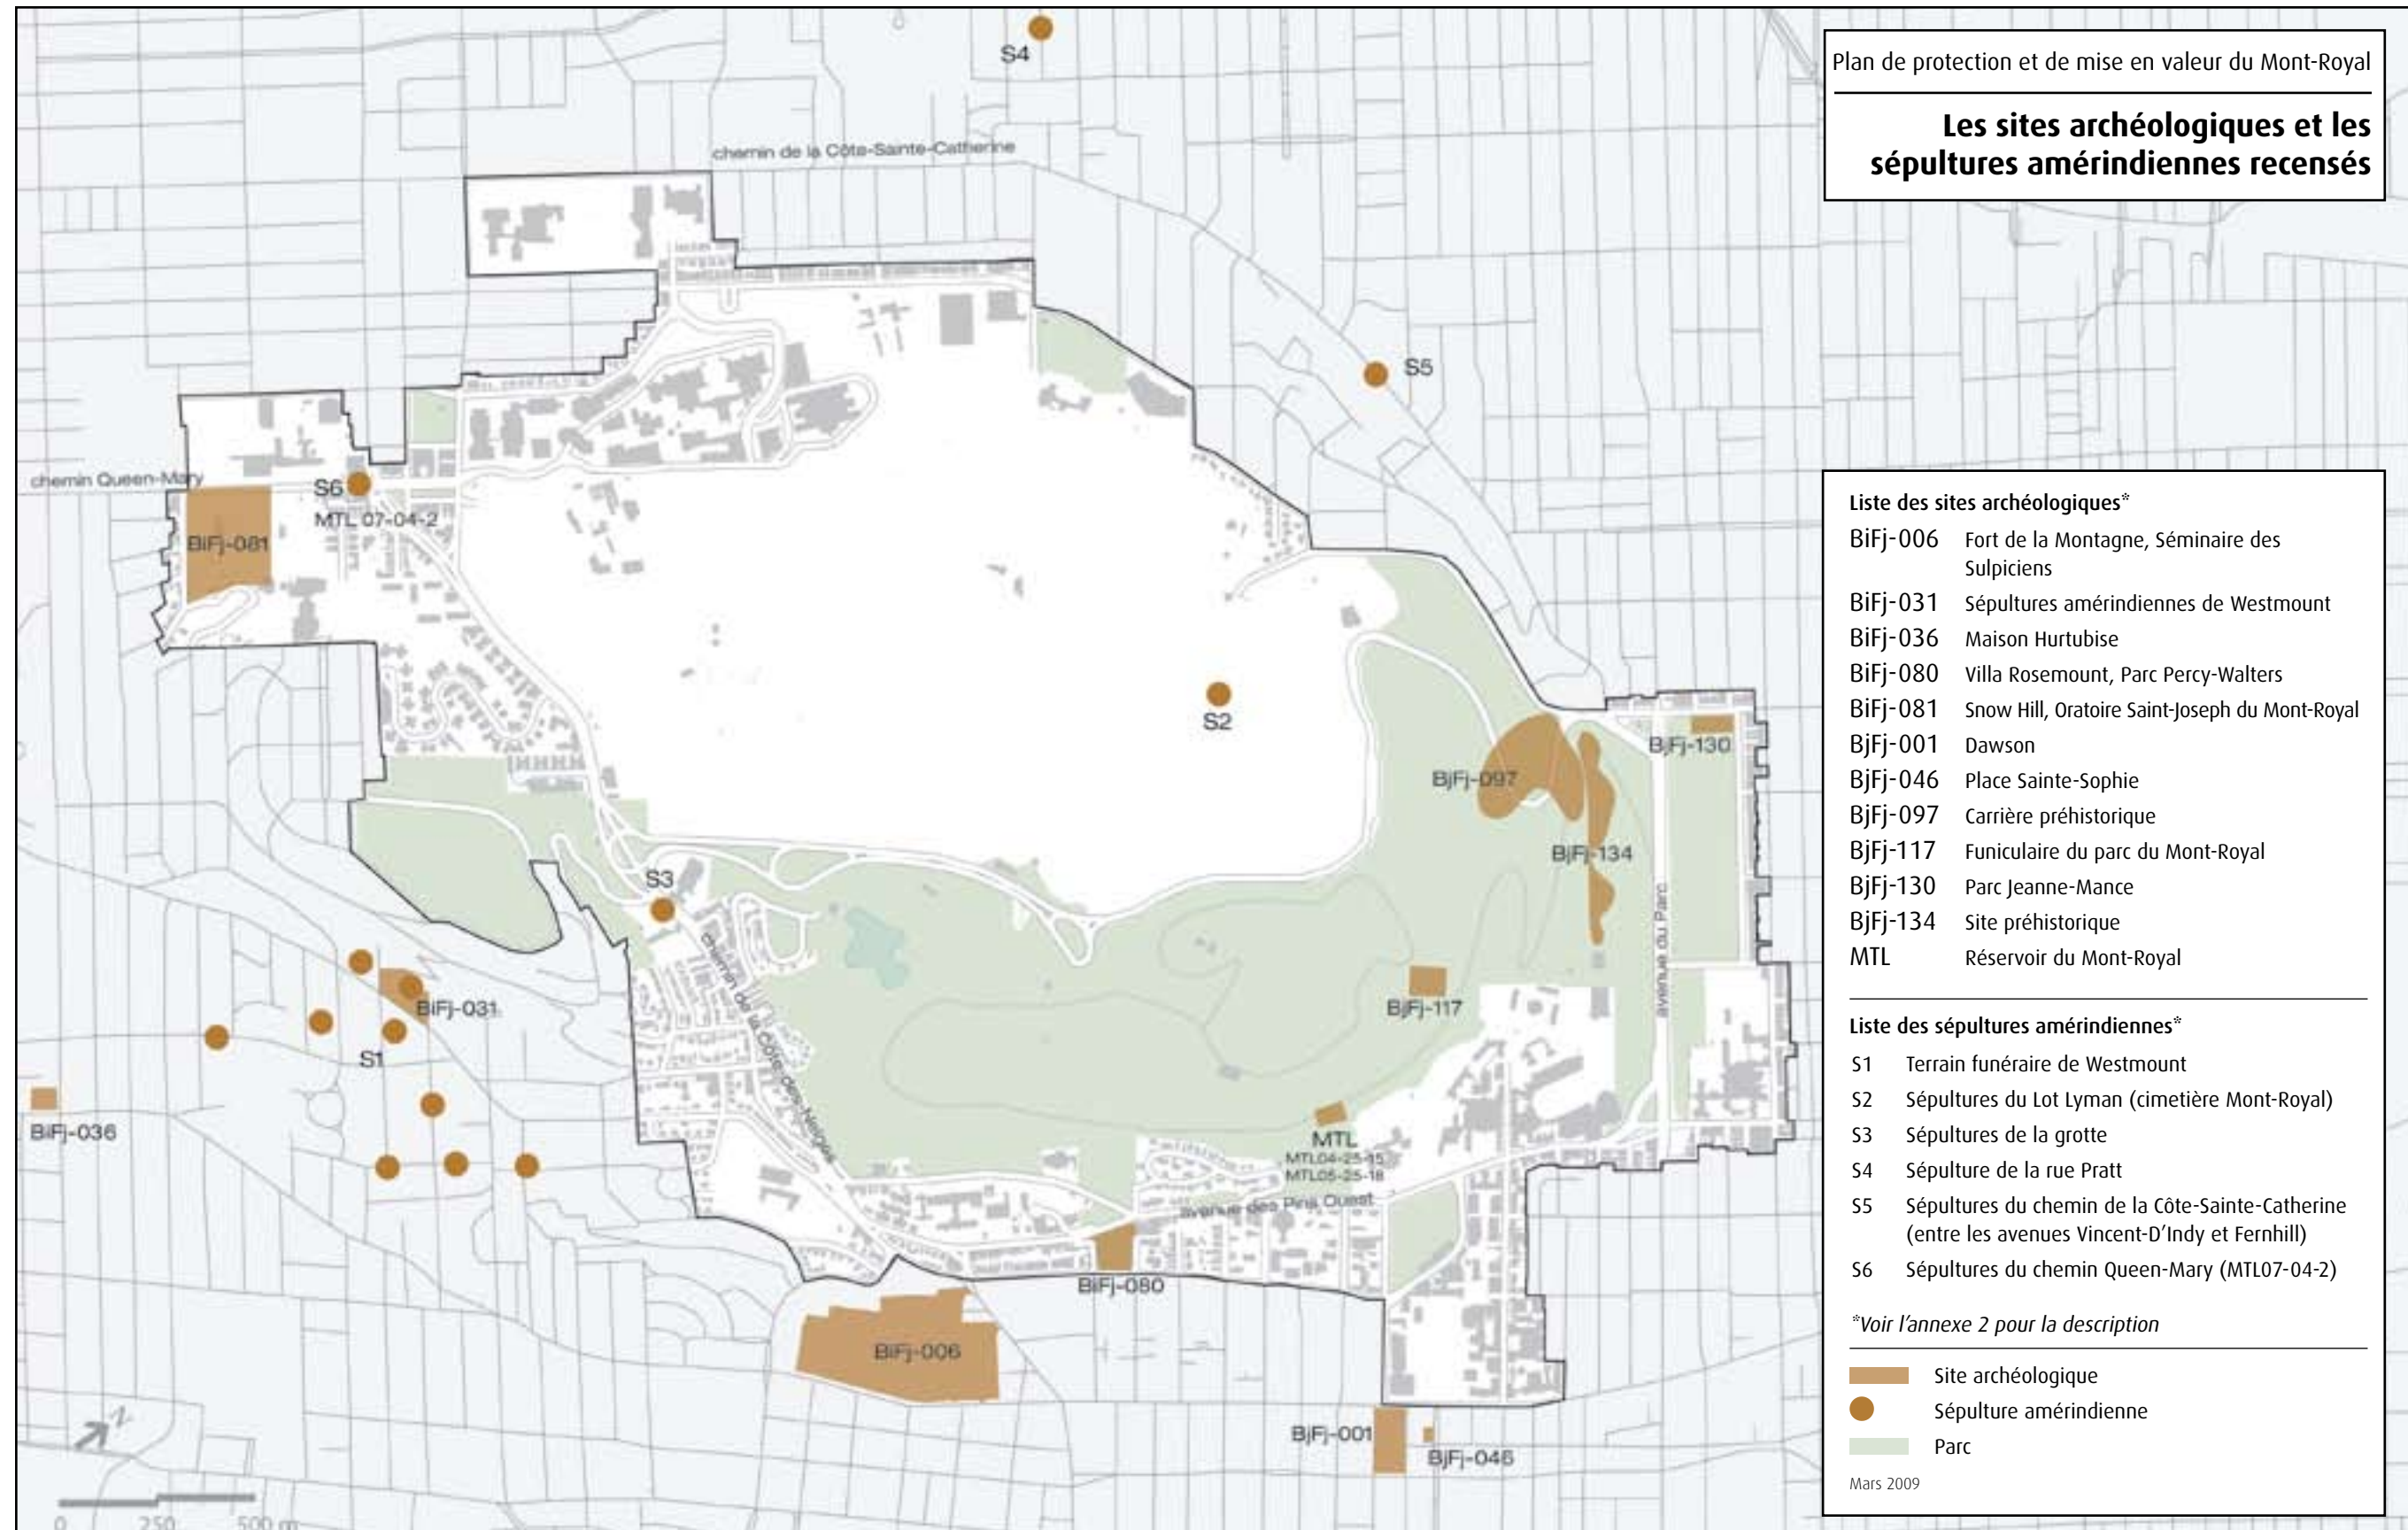 Plan de protection et de mise en valeur du Mont-Royal
Les sites archéologiques et les
sépultures amérindiennes recensés
S4
chemin de la Côte-Sainte-Catherine
S5
chemin Queen-Mary
S6
MTL 07-04-2
BiFj-081
S2
BjFj-130
BjFj-097
BjFj-134
S3
avenue du Parc
chemin de la Côte-des-Neiges
BjFj-117
BiFj-031
S1
BiFj-036
MTL
MTL04-25-15
MTL05-25-18
avenue des Pins Ouest
BiFj-080
BiFj-006
BjFj-001
BjFj-046
N
0 250 500 m
Liste des sites archéologiques*
BiFj-006 Fort de la Montagne, Séminaire des
Sulpiciens
BiFj-031 Sépultures amérindiennes de Westmount
BiFj-036 Maison Hurtubise
BiFj-080 Villa Rosemount, Parc Percy-Walters
BiFj-081 Snow Hill, Oratoire Saint-Joseph du Mont-Royal
BjFj-001 Dawson
BjFj-046 Place Sainte-Sophie
BjFj-097 Carrière préhistorique
BjFj-117 Funiculaire du parc du Mont-Royal
BjFj-130 Parc Jeanne-Mance
BjFj-134 Site préhistorique
MTL Réservoir du Mont-Royal
Liste des sépultures amérindiennes*
S1 Terrain funéraire de Westmount
S2 Sépultures du Lot Lyman (cimetière Mont-Royal)
S3 Sépultures de la grotte
S4 Sépulture de la rue Pratt
S5 Sépultures du chemin de la Côte-Sainte-Catherine
(entre les avenues Vincent-D'Indy et Fernhill)
S6 Sépultures du chemin Queen-Mary (MTL07-04-2)
*Voir l'annexe 2 pour la description
Site archéologique
Sépulture amérindienne
Parc
Mars 2009